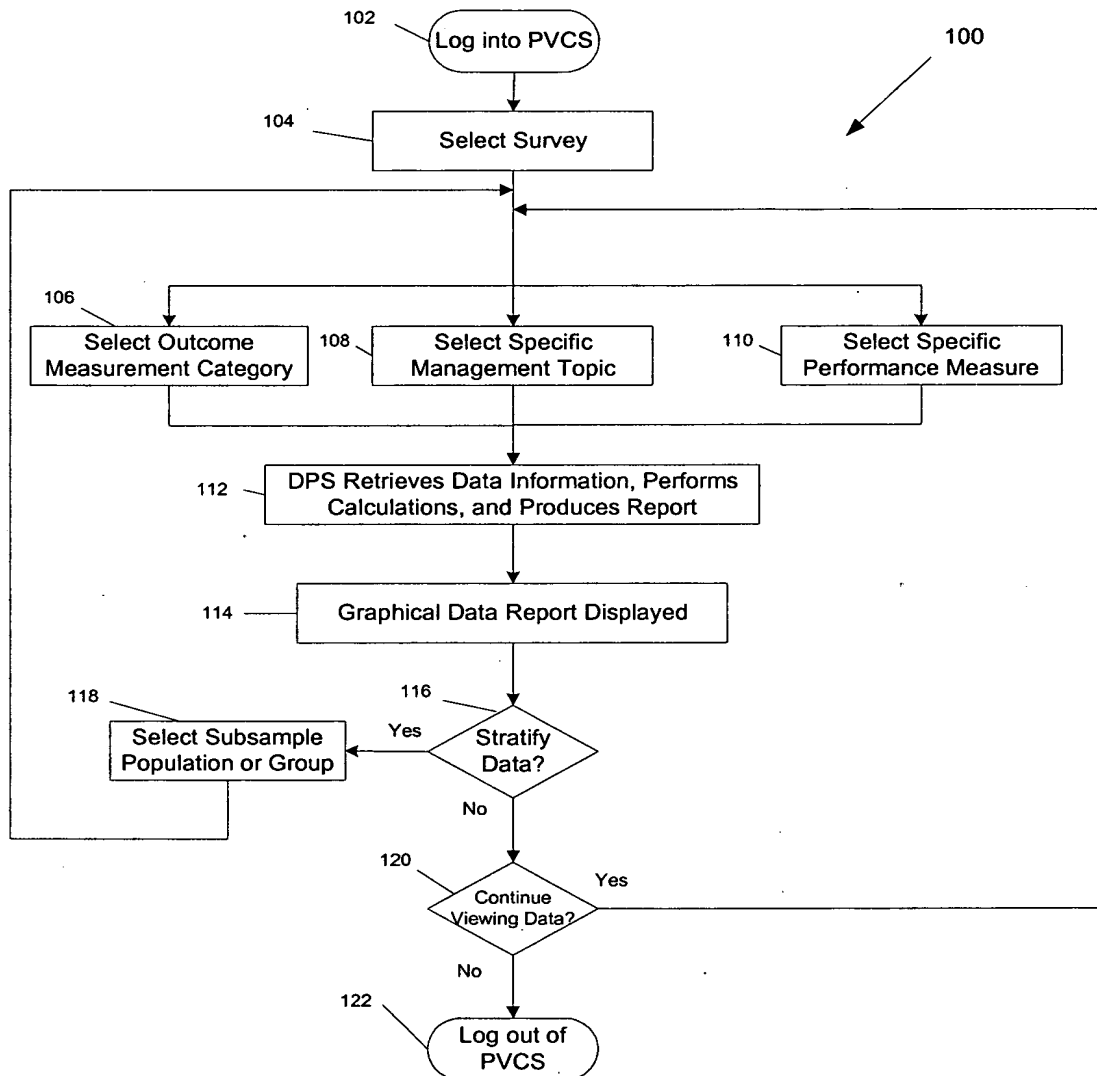 102
Log into PVCS
100
104
Select Survey
106
Select Outcome
Measurement Category
108
Select Specific
Management Topic
110
Select Specific
Performance Measure
112
DPS Retrieves Data Information, Performs
Calculations, and Produces Report
114
Graphical Data Report Displayed
116
Stratify
Data?
Yes
118
Select Subsample
Population or Group
No
120
Continue
Viewing Data?
Yes
No
122
Log out of
PVCS